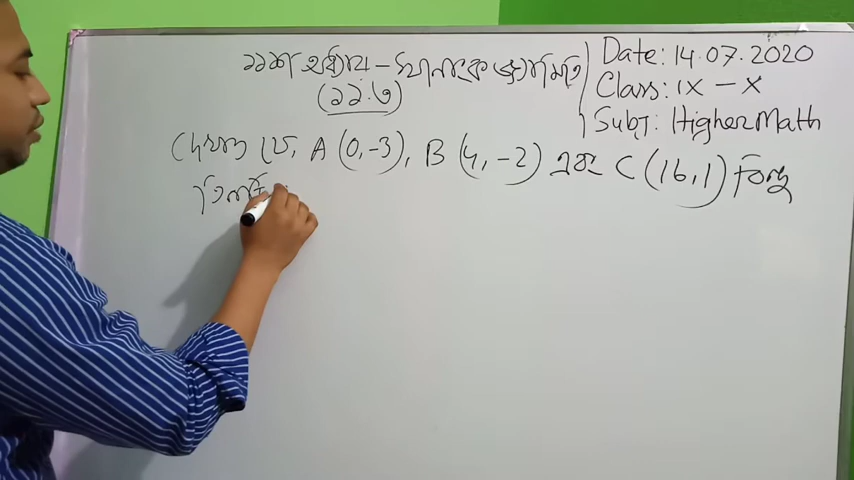 ১১শ অধ্যায় – স্থানাঙ্ক জ্যামিতি
(১১.৩)
Date: 14.07.2020
Class: IX – X
Subj: Higher Math
দেখাও যে, A (0, -3), B (4, -2) এবং C (16, 1) বিন্দু
তিনটি